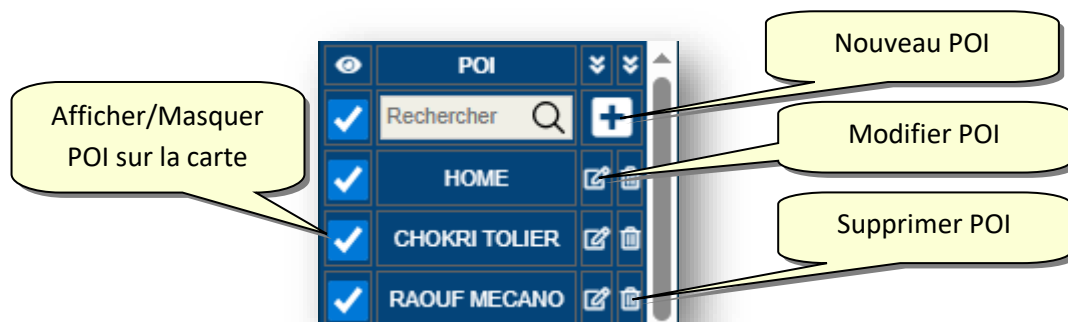 Nouveau POI
POI
Afficher/Masquer
POI sur la carte
Rechercher
Modifier POI
HOME
CHOKRI TOLIER
Supprimer POI
RAOUF MECANO